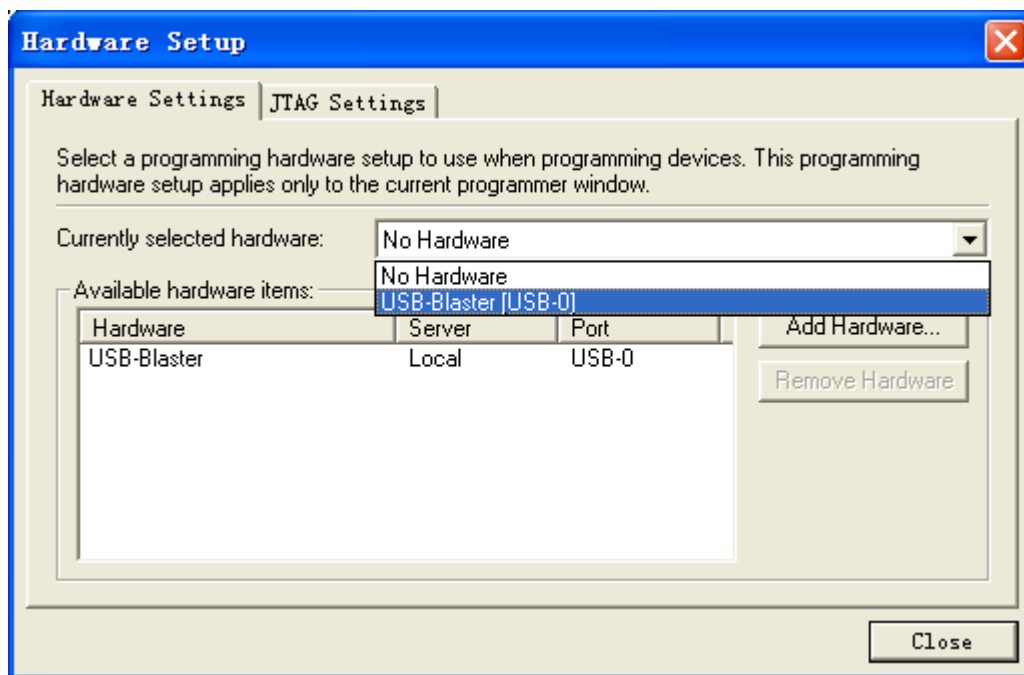 Hardware Setup
Hardware Settings
JTAG Settings
Select a programming hardware setup to use when programming devices. This programming
hardware setup applies only to the current programmer window.
Currently selected hardware:
No Hardware
No Hardware
USB-Blaster [USB-0]
Available hardware items:
Hardware Server Port
USB-Blaster Local USB-0
Add Hardware...
Remove Hardware
Close